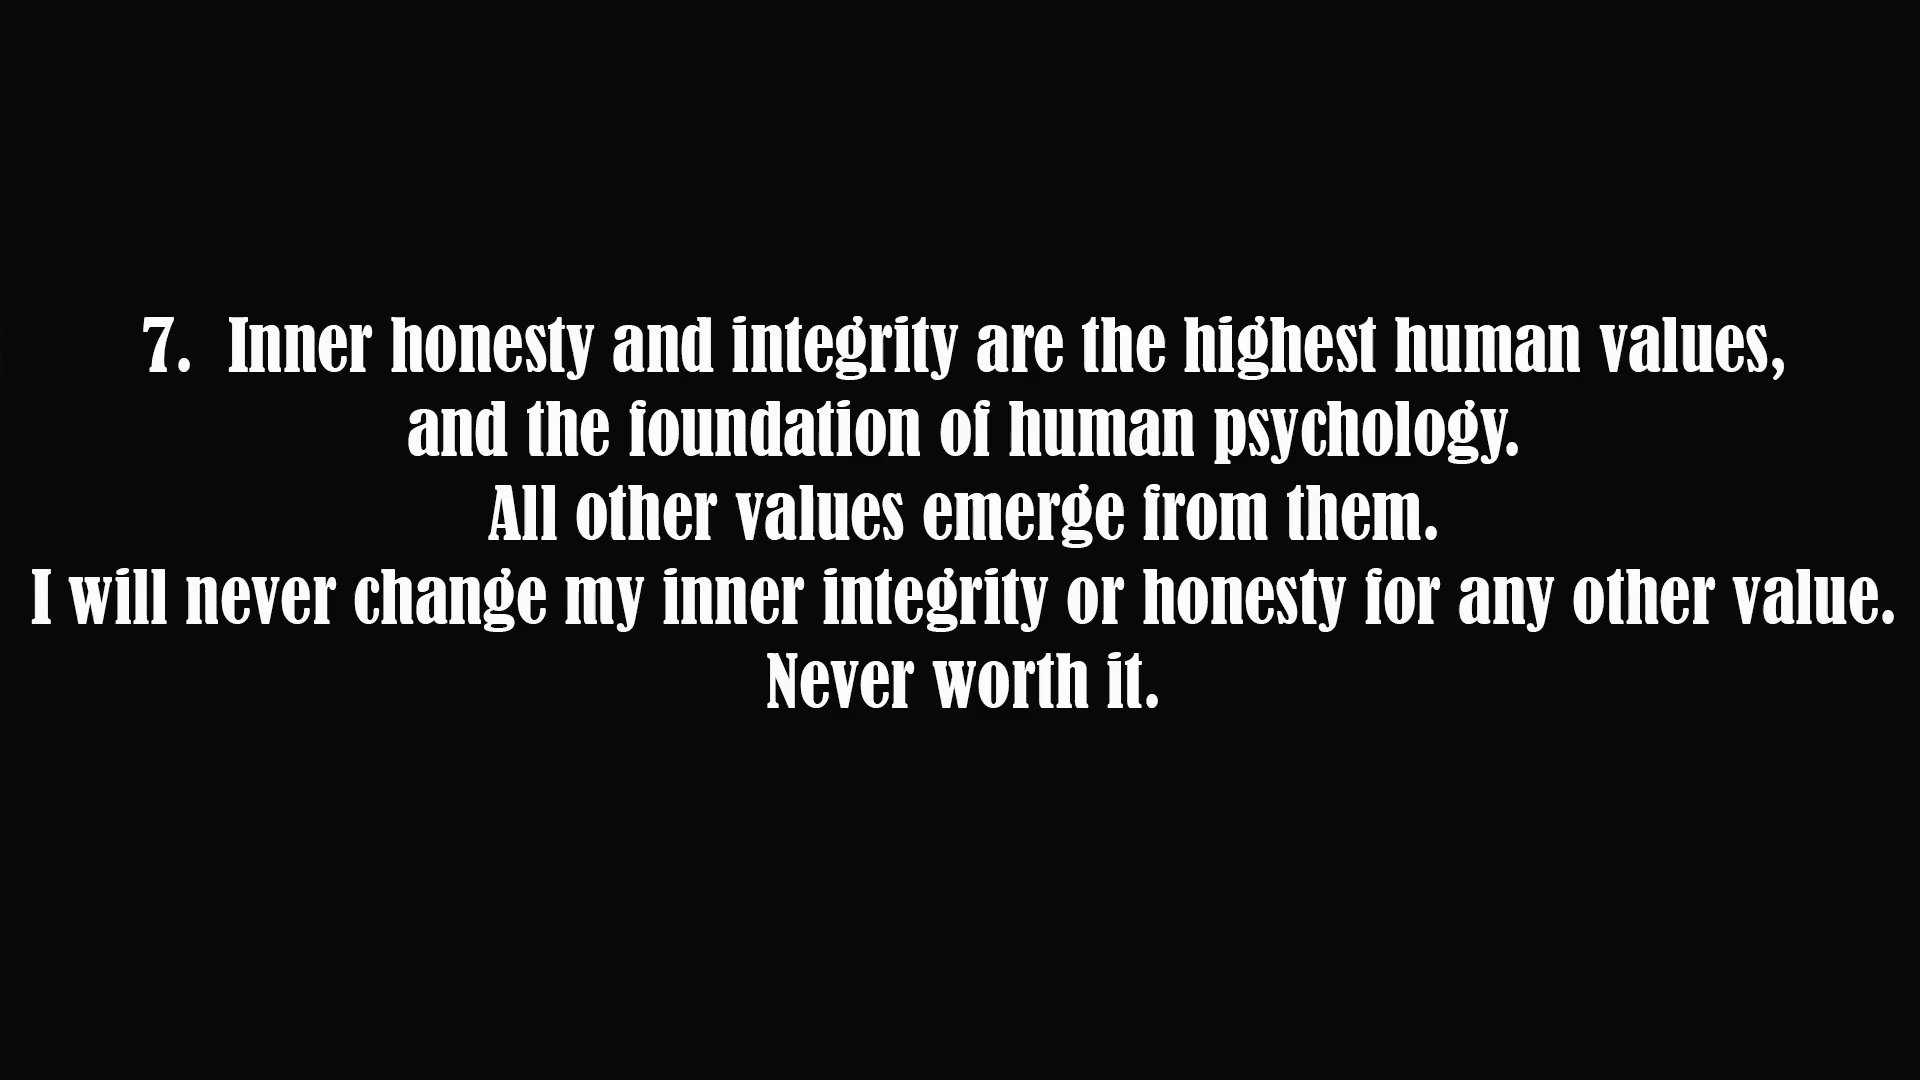 7.  Inner honesty and integrity are the highest human values,
and the foundation of human psychology.
All other values emerge from them.
I will never change my inner integrity or honesty for any other value.
Never worth it.